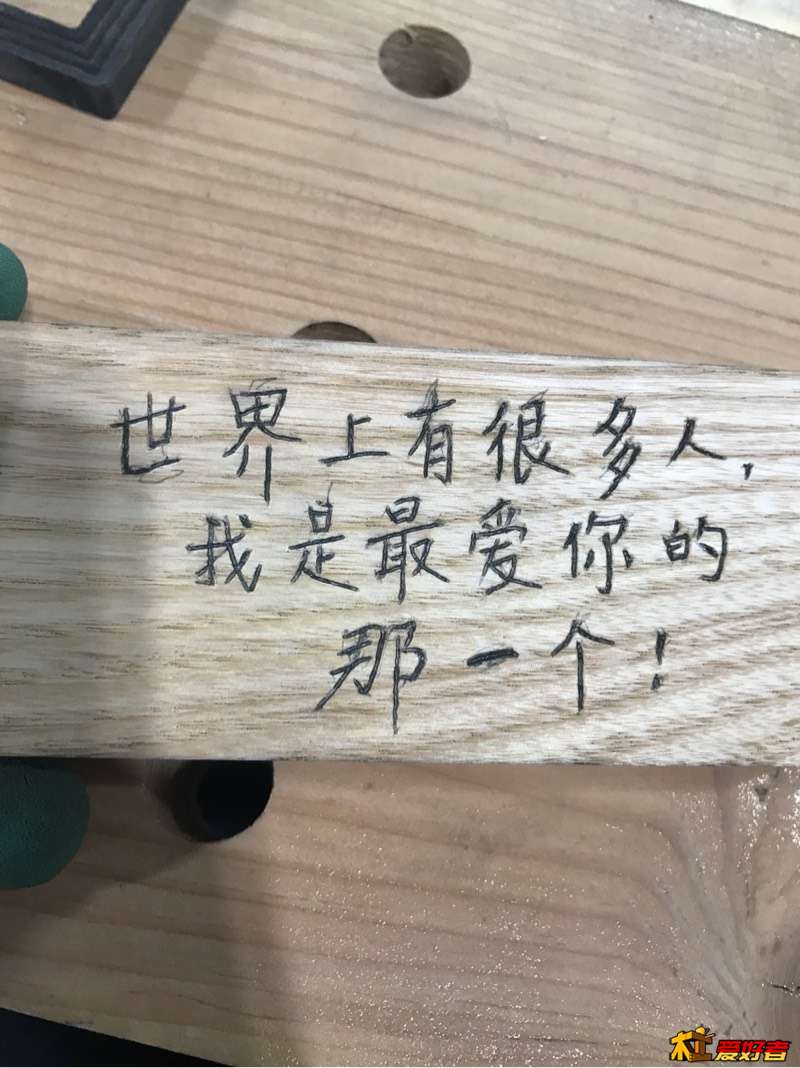 世界上有很多人,
我是最爱你的
那一个!
木工爱好者